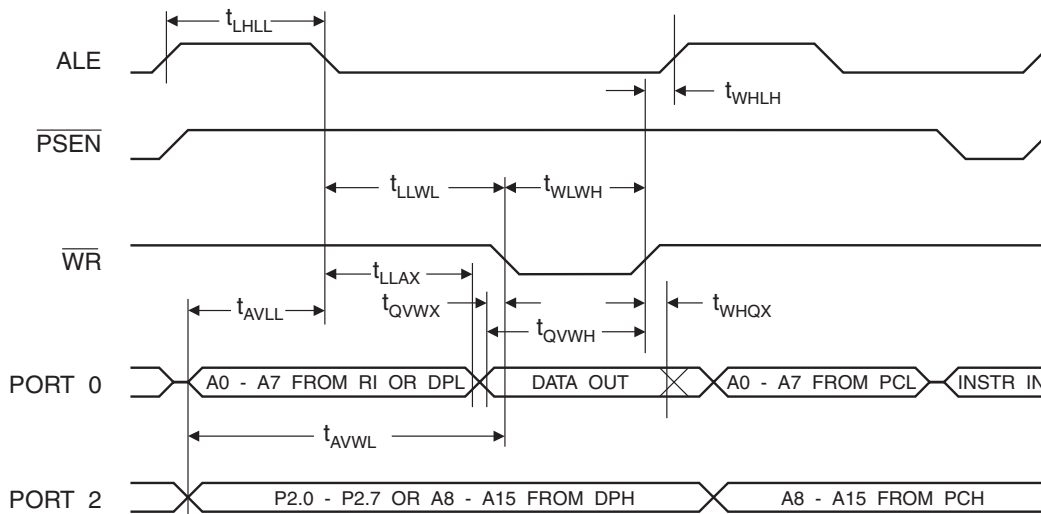 tLHLL
ALE
tWHLH
PSEN
tLLWL
tWLWH
WR
tLLAX
tAVLL
tQVWX
tWHQX
tQVWH
PORT 0
A0 - A7 FROM RI OR DPL
DATA OUT
A0 - A7 FROM PCL
INSTR IN
tAVWL
PORT 2
P2.0 - P2.7 OR A8 - A15 FROM DPH
A8 - A15 FROM PCH